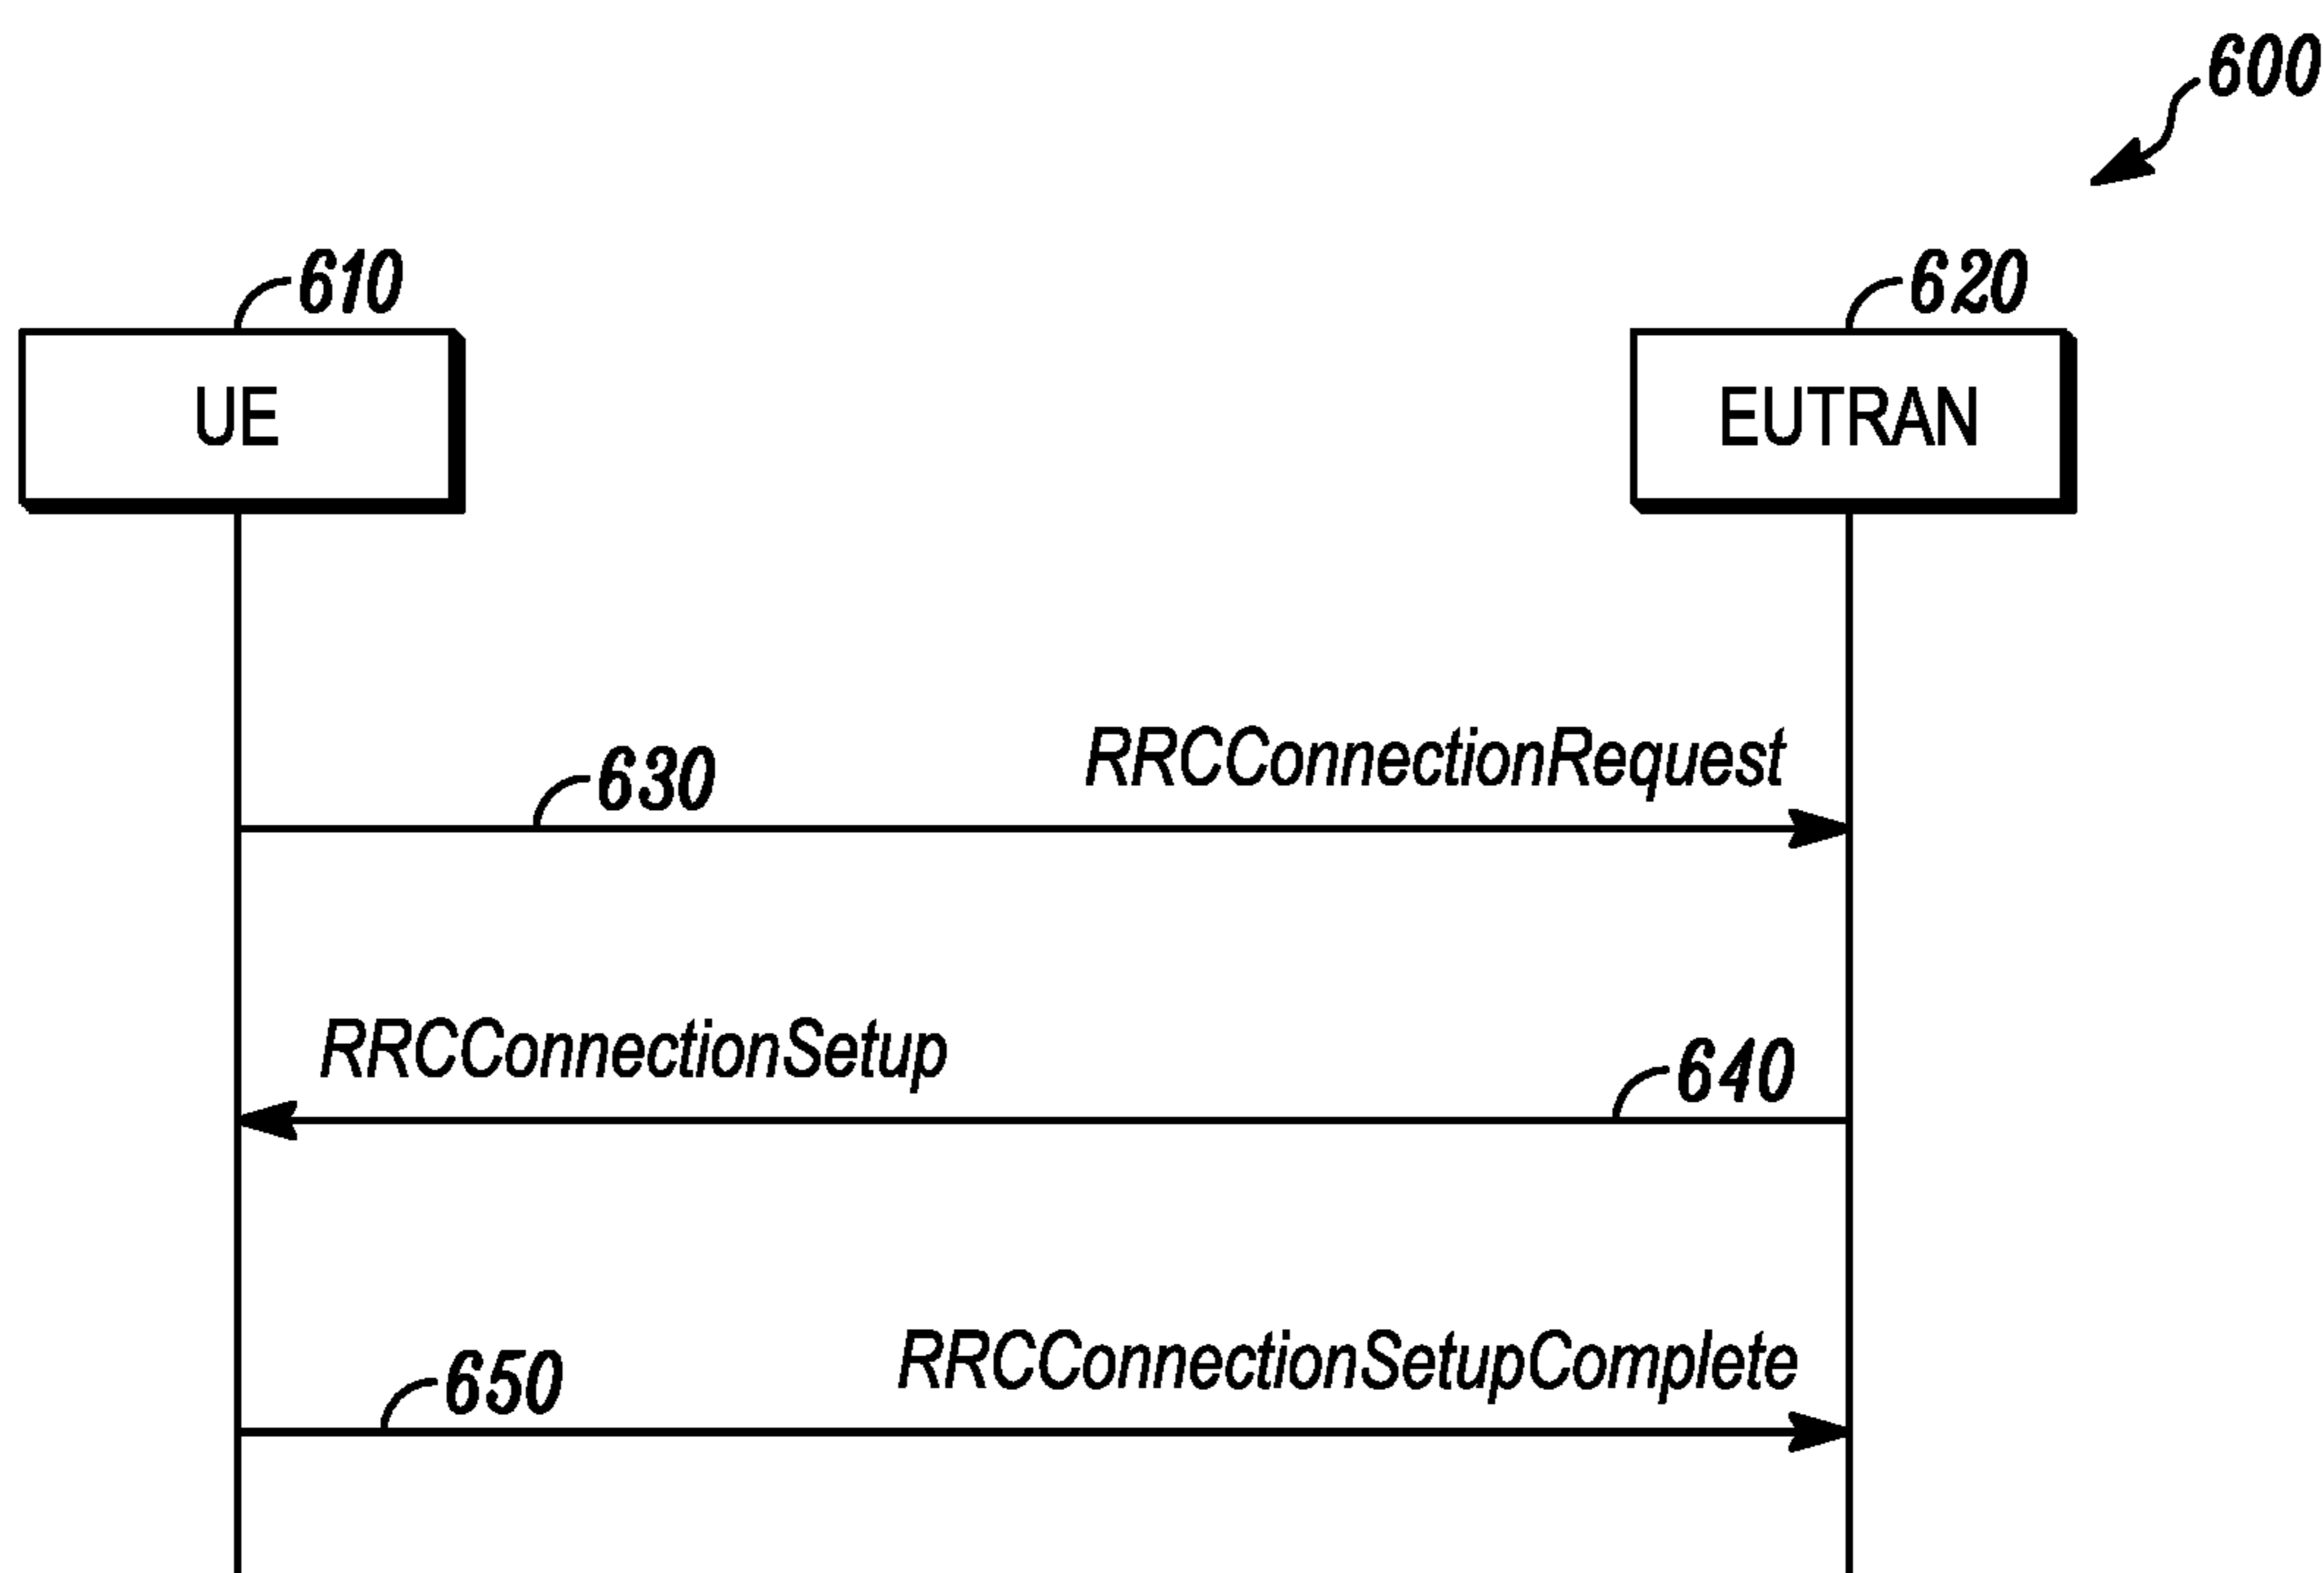 600
610
620
UE
EUTRAN
630
RRCConnectionRequest
RRCConnectionSetup
640
650
RRCConnectionSetupComplete